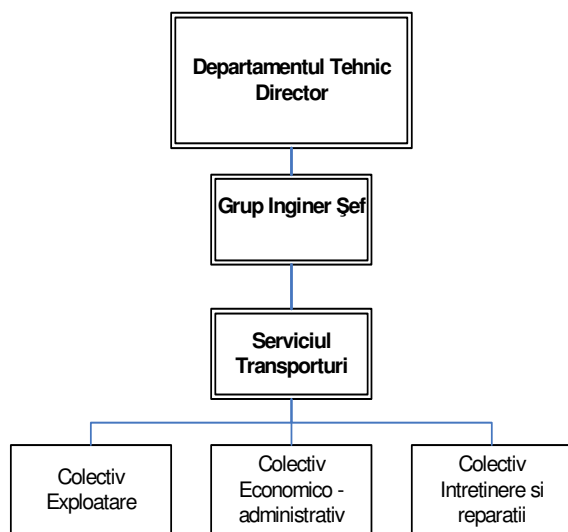 Departamentul Tehnic
Director
Grup Inginer Şef
Serviciul
Transporturi
Colectiv
Exploatare
Colectiv
Economico -
administrativ
Colectiv
Intretinere si
reparatii